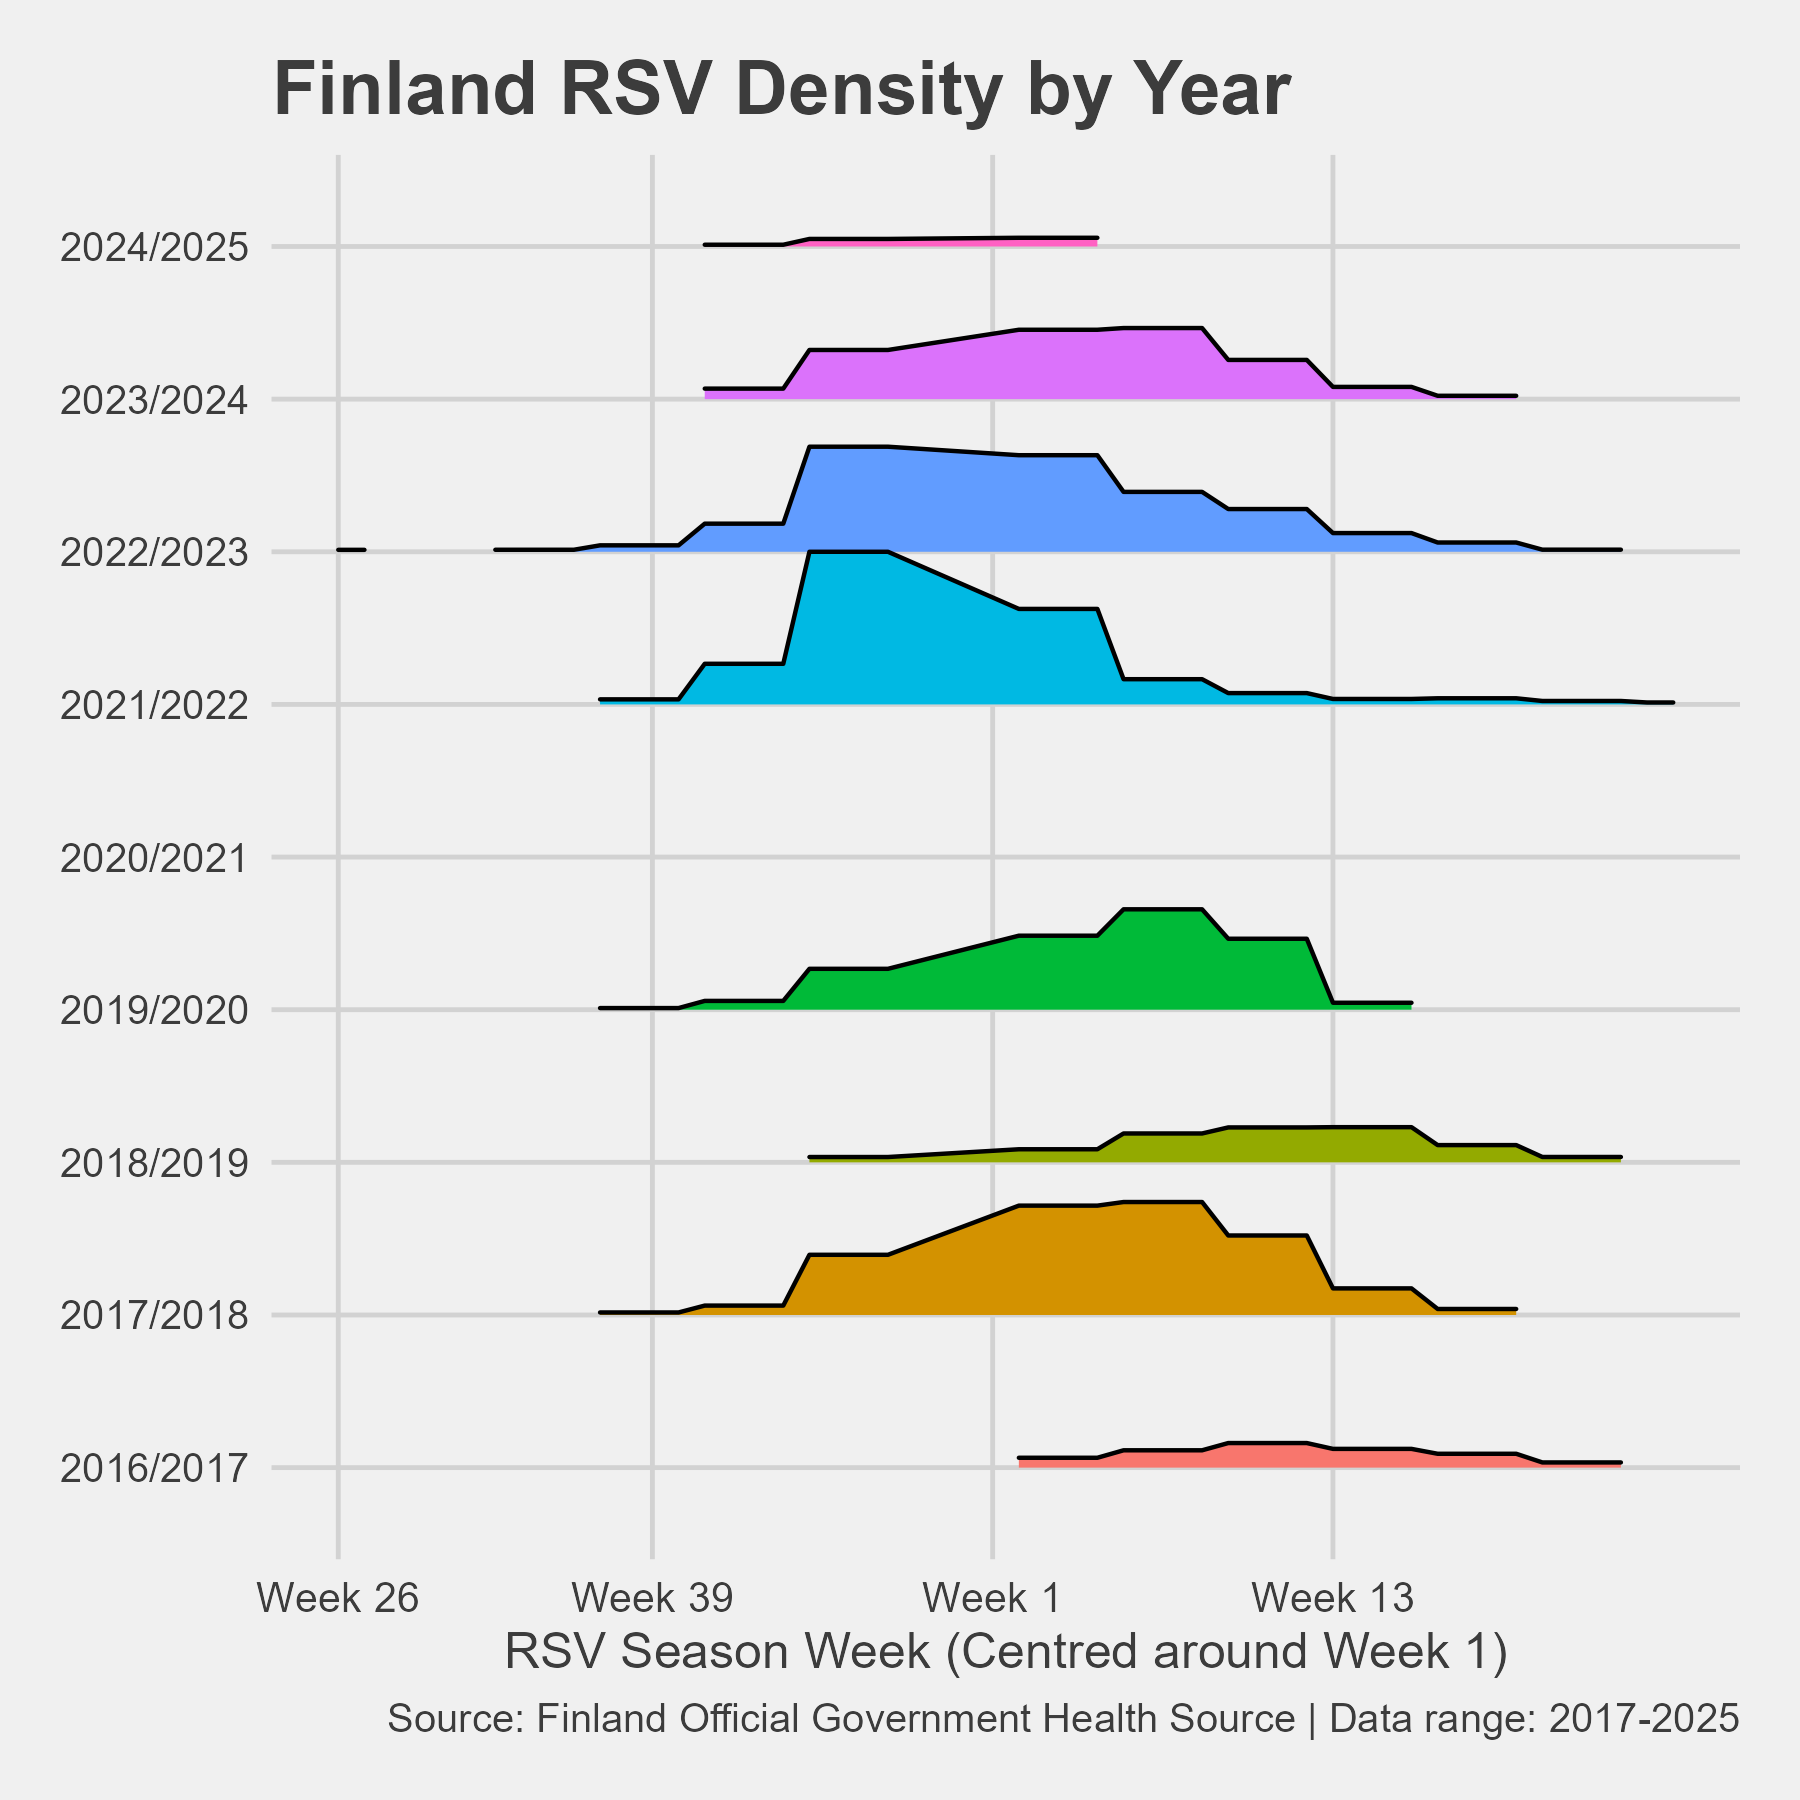 Finland RSV Density by Year
2024/2025
2023/2024
2022/2023
2021/2022
2020/2021
2019/2020
2018/2019
2017/2018
2016/2017
Week 26 Week 39 Week 1 Week 13
RSV Season Week (Centred around Week 1)
Source: Finland Official Government Health Source | Data range: 2017-2025